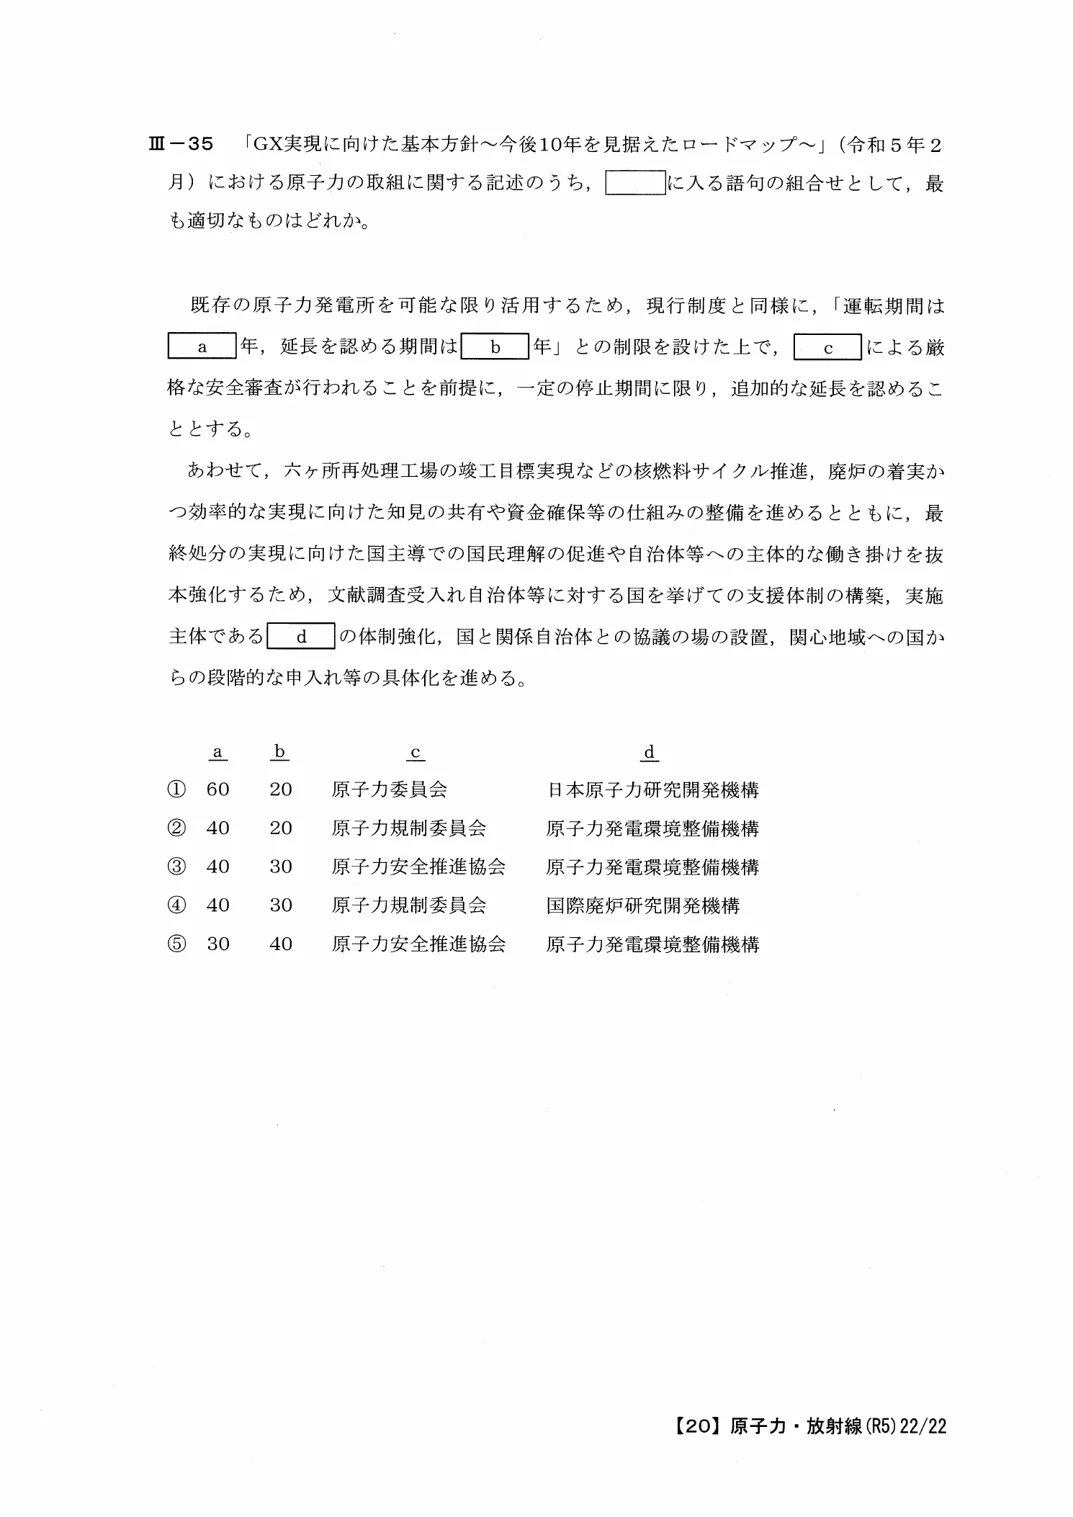 Ⅲ－35　「GX実現に向けた基本方針～今後10年を見据えたロードマップ～」（令和５年２
月）における原子力の取組に関する記述のうち，　　　に入る語句の組合せとして，最
も適切なものはどれか。
既存の原子力発電所を可能な限り活用するため，現行制度と同様に，「運転期間は
a 年，延長を認める期間は b 年」との制限を設けた上で， c による厳
格な安全審査が行われることを前提に，一定の停止期間に限り，追加的な延長を認めるこ
ととする。
あわせて，六ヶ所再処理工場の竣工目標実現などの核燃料サイクル推進，廃炉の着実か
つ効率的な実現に向けた知見の共有や資金確保等の仕組みの整備を進めるとともに，最
終処分の実現に向けた国主導での国民理解の促進や自治体等への主体的な働き掛けを抜
本強化するため，文献調査受入れ自治体等に対する国を挙げての支援体制の構築，実施
主体である d の体制強化，国と関係自治体との協議の場の設置，関心地域への国か
らの段階的な申入れ等の具体化を進める。
a　b　c　d
①　60　20　原子力委員会　日本原子力研究開発機構
②　40　20　原子力規制委員会　原子力発電環境整備機構
③　40　30　原子力安全推進協会　原子力発電環境整備機構
④　40　30　原子力規制委員会　国際廃炉研究開発機構
⑤　30　40　原子力安全推進協会　原子力発電環境整備機構
【20】原子力・放射線(R5)22/22